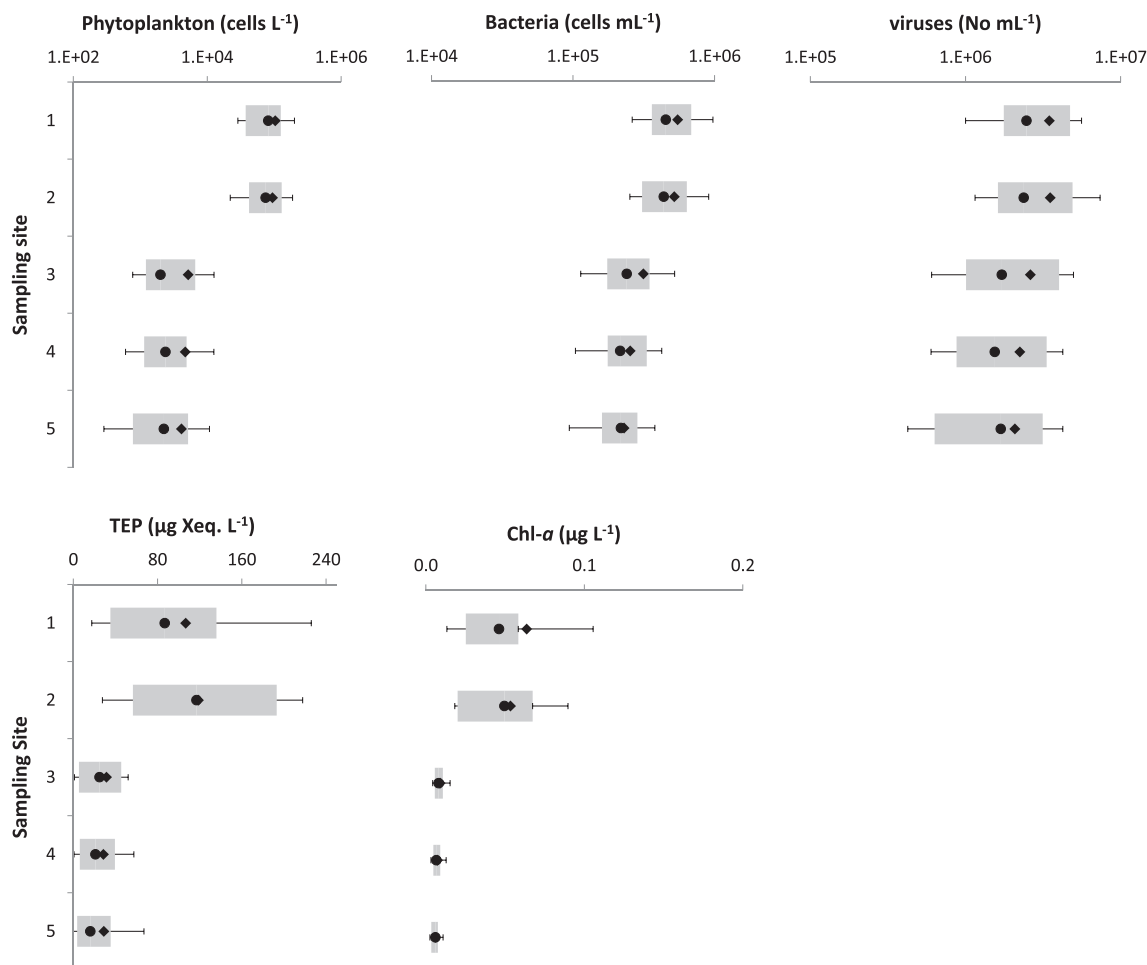 Phytoplankton (cells L⁻¹)
1.E+02 1.E+04 1.E+06
Sampling site
1
2
3
4
5
Bacteria (cells mL⁻¹)
1.E+04 1.E+05 1.E+06
viruses (No mL⁻¹)
1.E+05 1.E+06 1.E+07
TEP (μg Xeq. L⁻¹)
0 80 160 240
Sampling Site
1
2
3
4
5
Chl-a (μg L⁻¹)
0.0 0.1 0.2